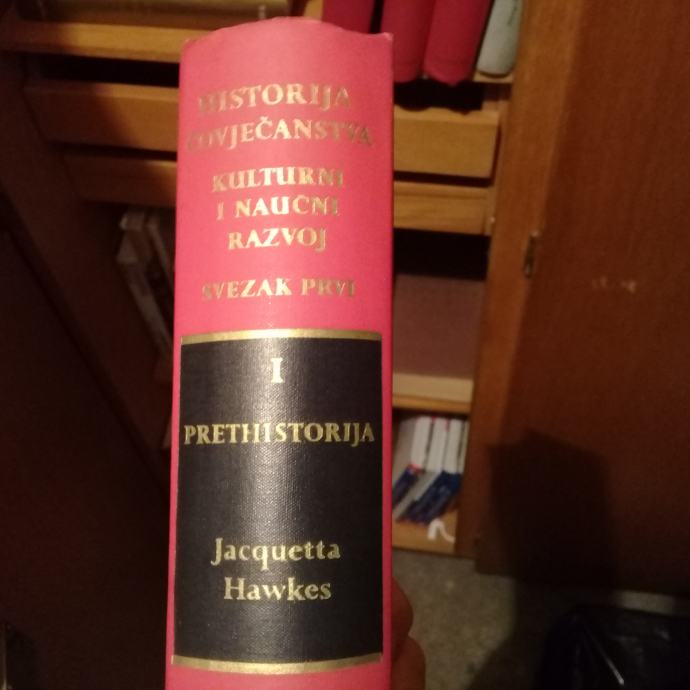 HISTORIJA
ČOVJEČANSTVA
KULTURNI
I NAUČNI
RAZVOJ
SVEZAK PRVI
I
PRETHISTORIJA
Jacquetta
Hawkes